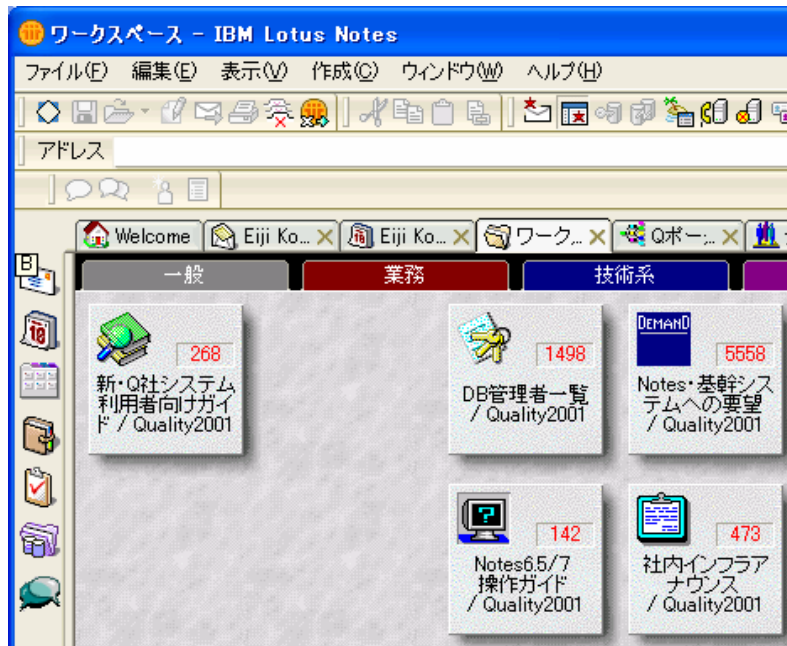 ワークスペース - IBM Lotus Notes
ファイル(F) 編集(E) 表示(V) 作成(C) ウィンドウ(W) ヘルプ(H)
アドレス
Welcome Eiji Ko... Eiji Ko... ワーク... Qポー...
一般 業務 技術系
268
新・Q社システム
利用者向けガイ
ド / Quality2001
1498
DB管理者一覧
/ Quality2001
DEMAND
5558
Notes・基幹シス
テムへの要望
/ Quality2001
142
Notes6.5/7
操作ガイド
/ Quality2001
473
社内インフラア
ナウンス
/ Quality2001